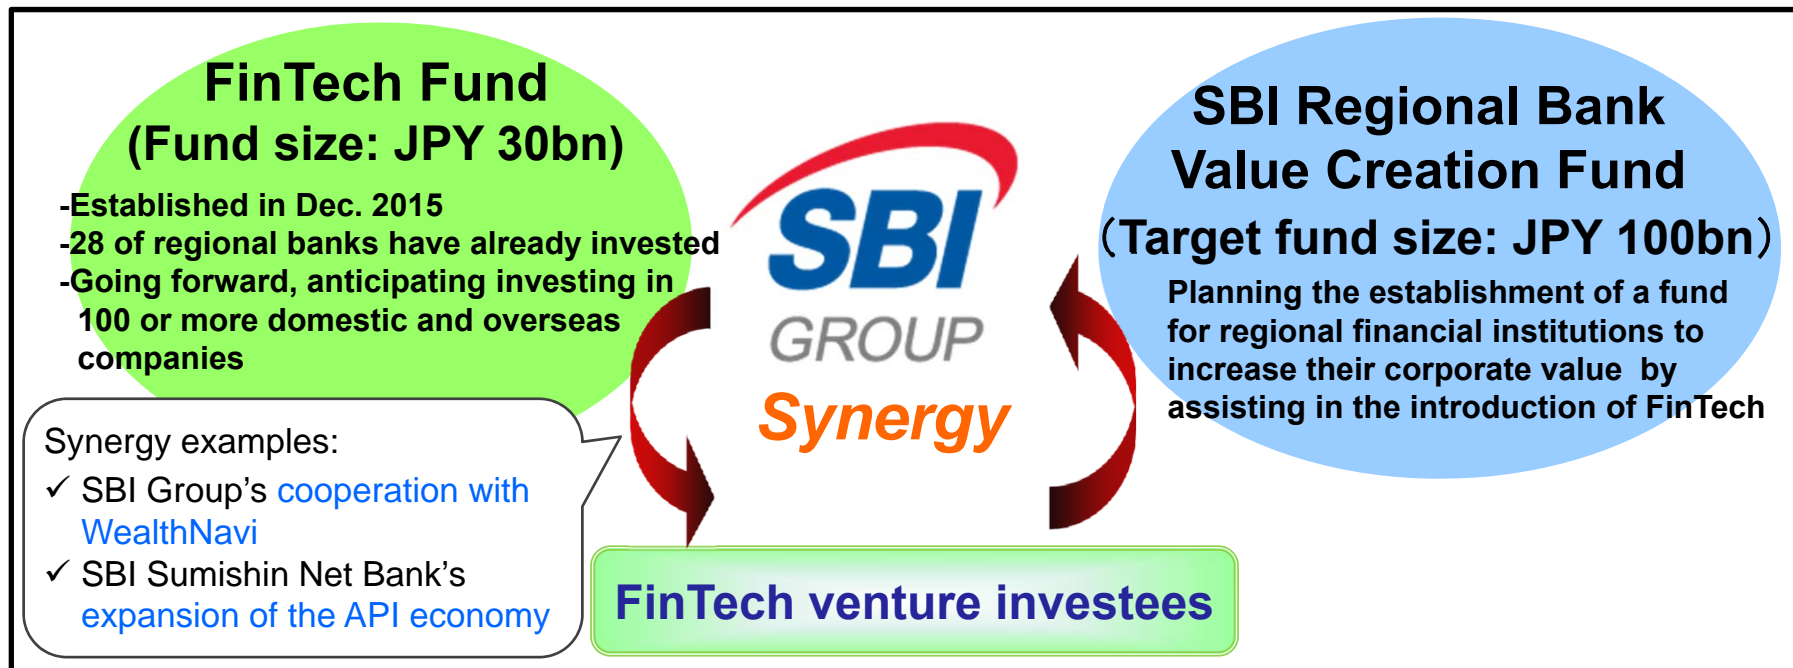 FinTech Fund
(Fund size: JPY 30bn)
-Established in Dec. 2015
-28 of regional banks have already invested
-Going forward, anticipating investing in
100 or more domestic and overseas
companies
Synergy examples:
✓ SBI Group's cooperation with
WealthNavi
✓ SBI Sumishin Net Bank's
expansion of the API economy
SBI
GROUP
Synergy
FinTech venture investees
SBI Regional Bank
Value Creation Fund
（Target fund size: JPY 100bn）
Planning the establishment of a fund
for regional financial institutions to
increase their corporate value by
assisting in the introduction of FinTech